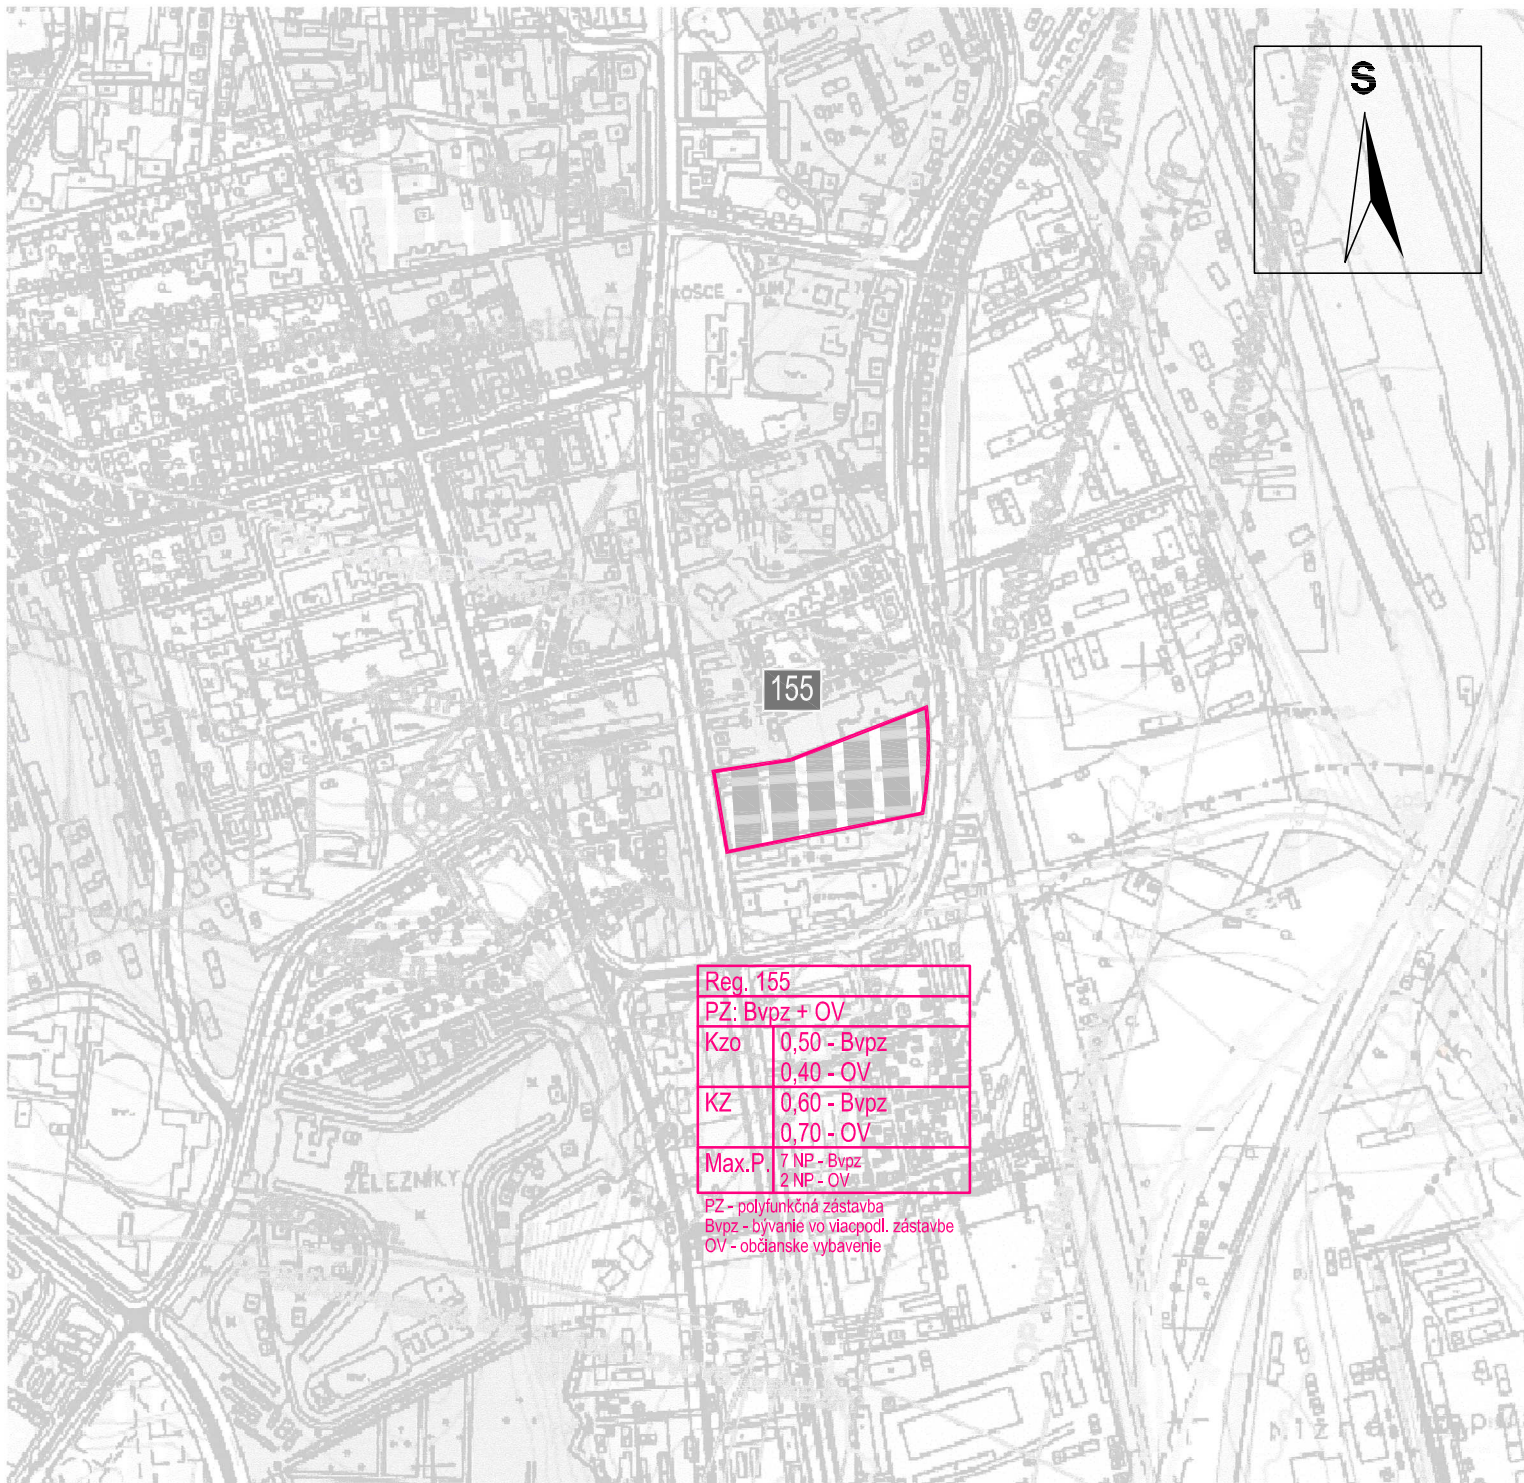 S
KOŠCE
155
Reg. 155
PZ: Bvpz + OV
Kzo 0,50 - Bvpz
0,40 - OV
KZ 0,60 - Bvpz
0,70 - OV
Max.P. 7 NP - Bvpz
2 NP - OV
ŽELEZNÍKY
PZ - polyfunkčná zástavba
Bvpz - bývanie vo viacpodl. zástavbe
OV - občianske vybavenie